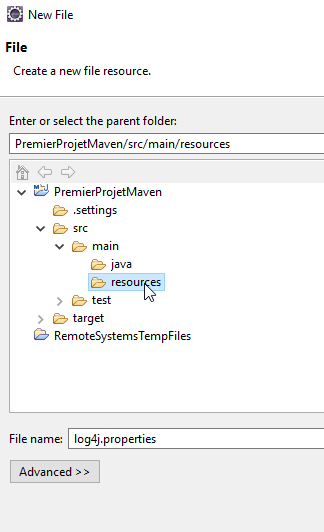 New File
File
Create a new file resource.
Enter or select the parent folder:
PremierProjetMaven/src/main/resources
PremierProjetMaven
.settings
src
main
java
resources
test
target
RemoteSystemsTempFiles
File name: log4j.properties
Advanced >>